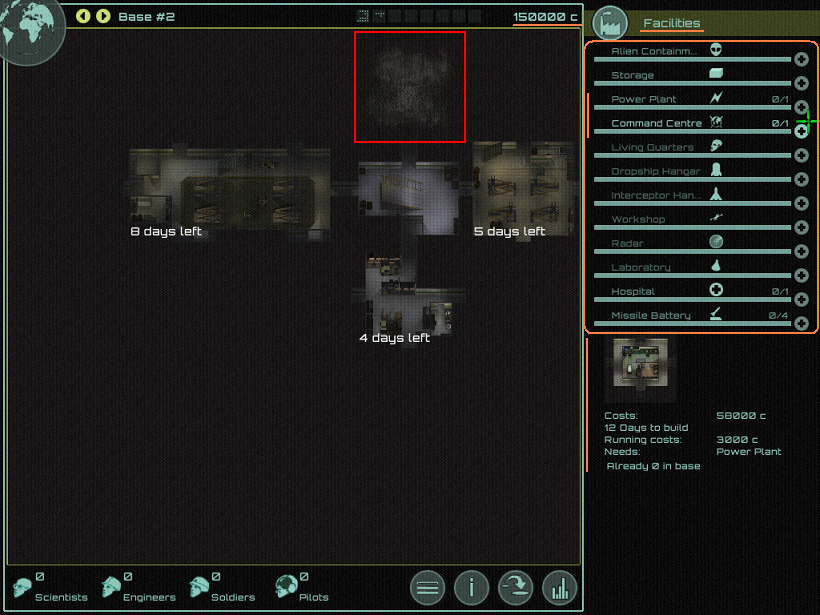 Base #2
150000 c
Facilities
Alien Containm...
Storage
Power Plant 0/1
Command Centre 0/1
Living Quarters
Dropship Hangar
Interceptor Han...
Workshop
Radar
Laboratory
Hospital 0/1
Missile Battery 0/4
8 days left
5 days left
4 days left
Costs: 58000 c
12 Days to build
Running costs: 3000 c
Needs: Power Plant
Already 0 in base
0
Scientists
0
Engineers
0
Soldiers
0
Pilots